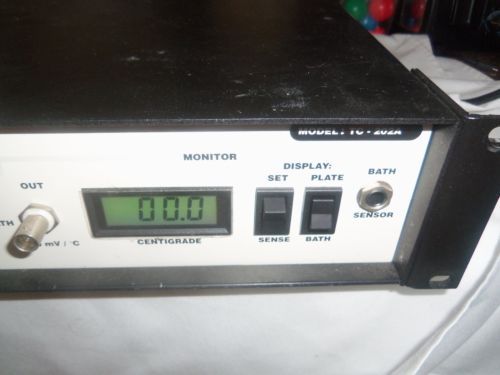 MODEL: TC-202A
MONITOR
DISPLAY:
SET PLATE
BATH
OUT
00.0
SENSOR
mV / °C
CENTIGRADE
SENSE BATH